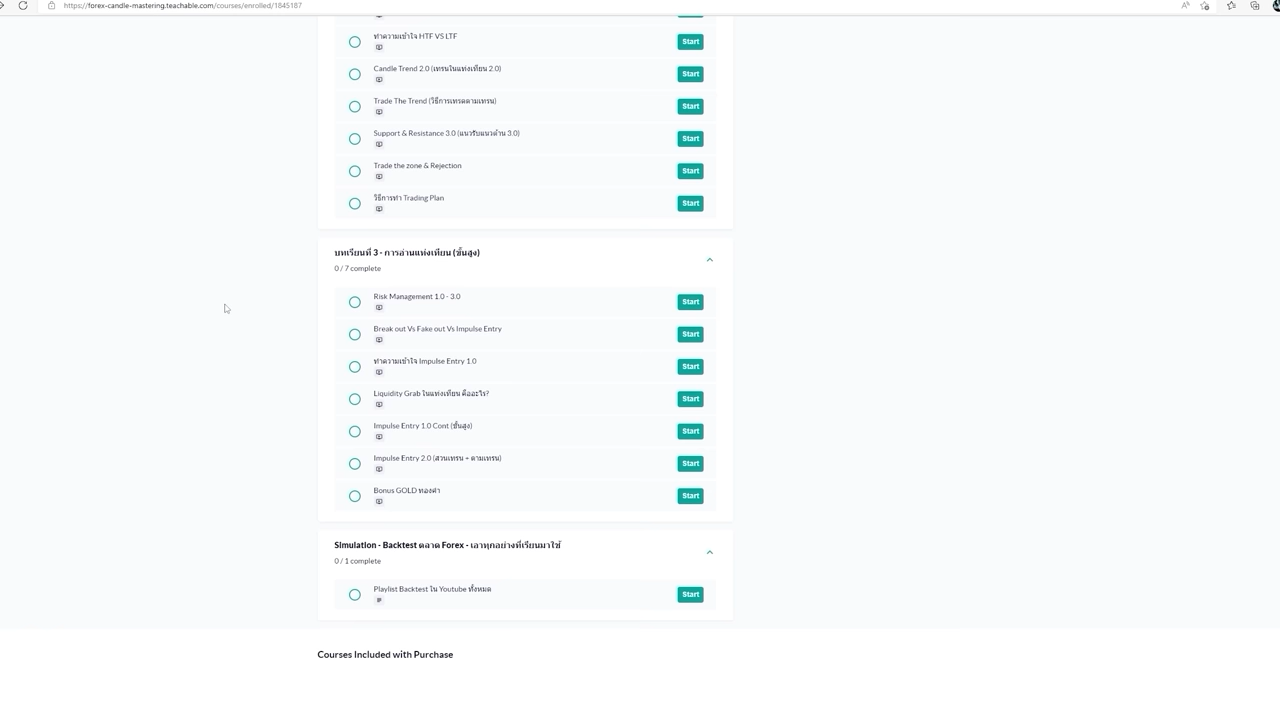 https://forex-candle-mastering.teachable.com/courses/enrolled/1845187
ทำความเข้าใจ HTF VS LTF
Start
Candle Trend 2.0 (เทรนในแท่งเทียน 2.0)
Start
Trade The Trend (วิธีการเทรดตามเทรน)
Start
Support & Resistance 3.0 (แนวรับแนวต้าน 3.0)
Start
Trade the zone & Rejection
Start
วิธีการทำ Trading Plan
Start
บทเรียนที่ 3 - การอ่านแท่งเทียน (ขั้นสูง)
0 / 7 complete
Risk Management 1.0 - 3.0
Start
Break out Vs Fake out Vs Impulse Entry
Start
ทำความเข้าใจ Impulse Entry 1.0
Start
Liquidity Grab ในแท่งเทียน คืออะไร?
Start
Impulse Entry 1.0 Cont (ขั้นสูง)
Start
Impulse Entry 2.0 (สวนเทรน + ตามเทรน)
Start
Bonus GOLD ทองคำ
Start
Simulation - Backtest ตลาด Forex - เอาทุกอย่างที่เรียนมาใช้
0 / 1 complete
Playlist Backtest ใน Youtube ทั้งหมด
Start
Courses Included with Purchase